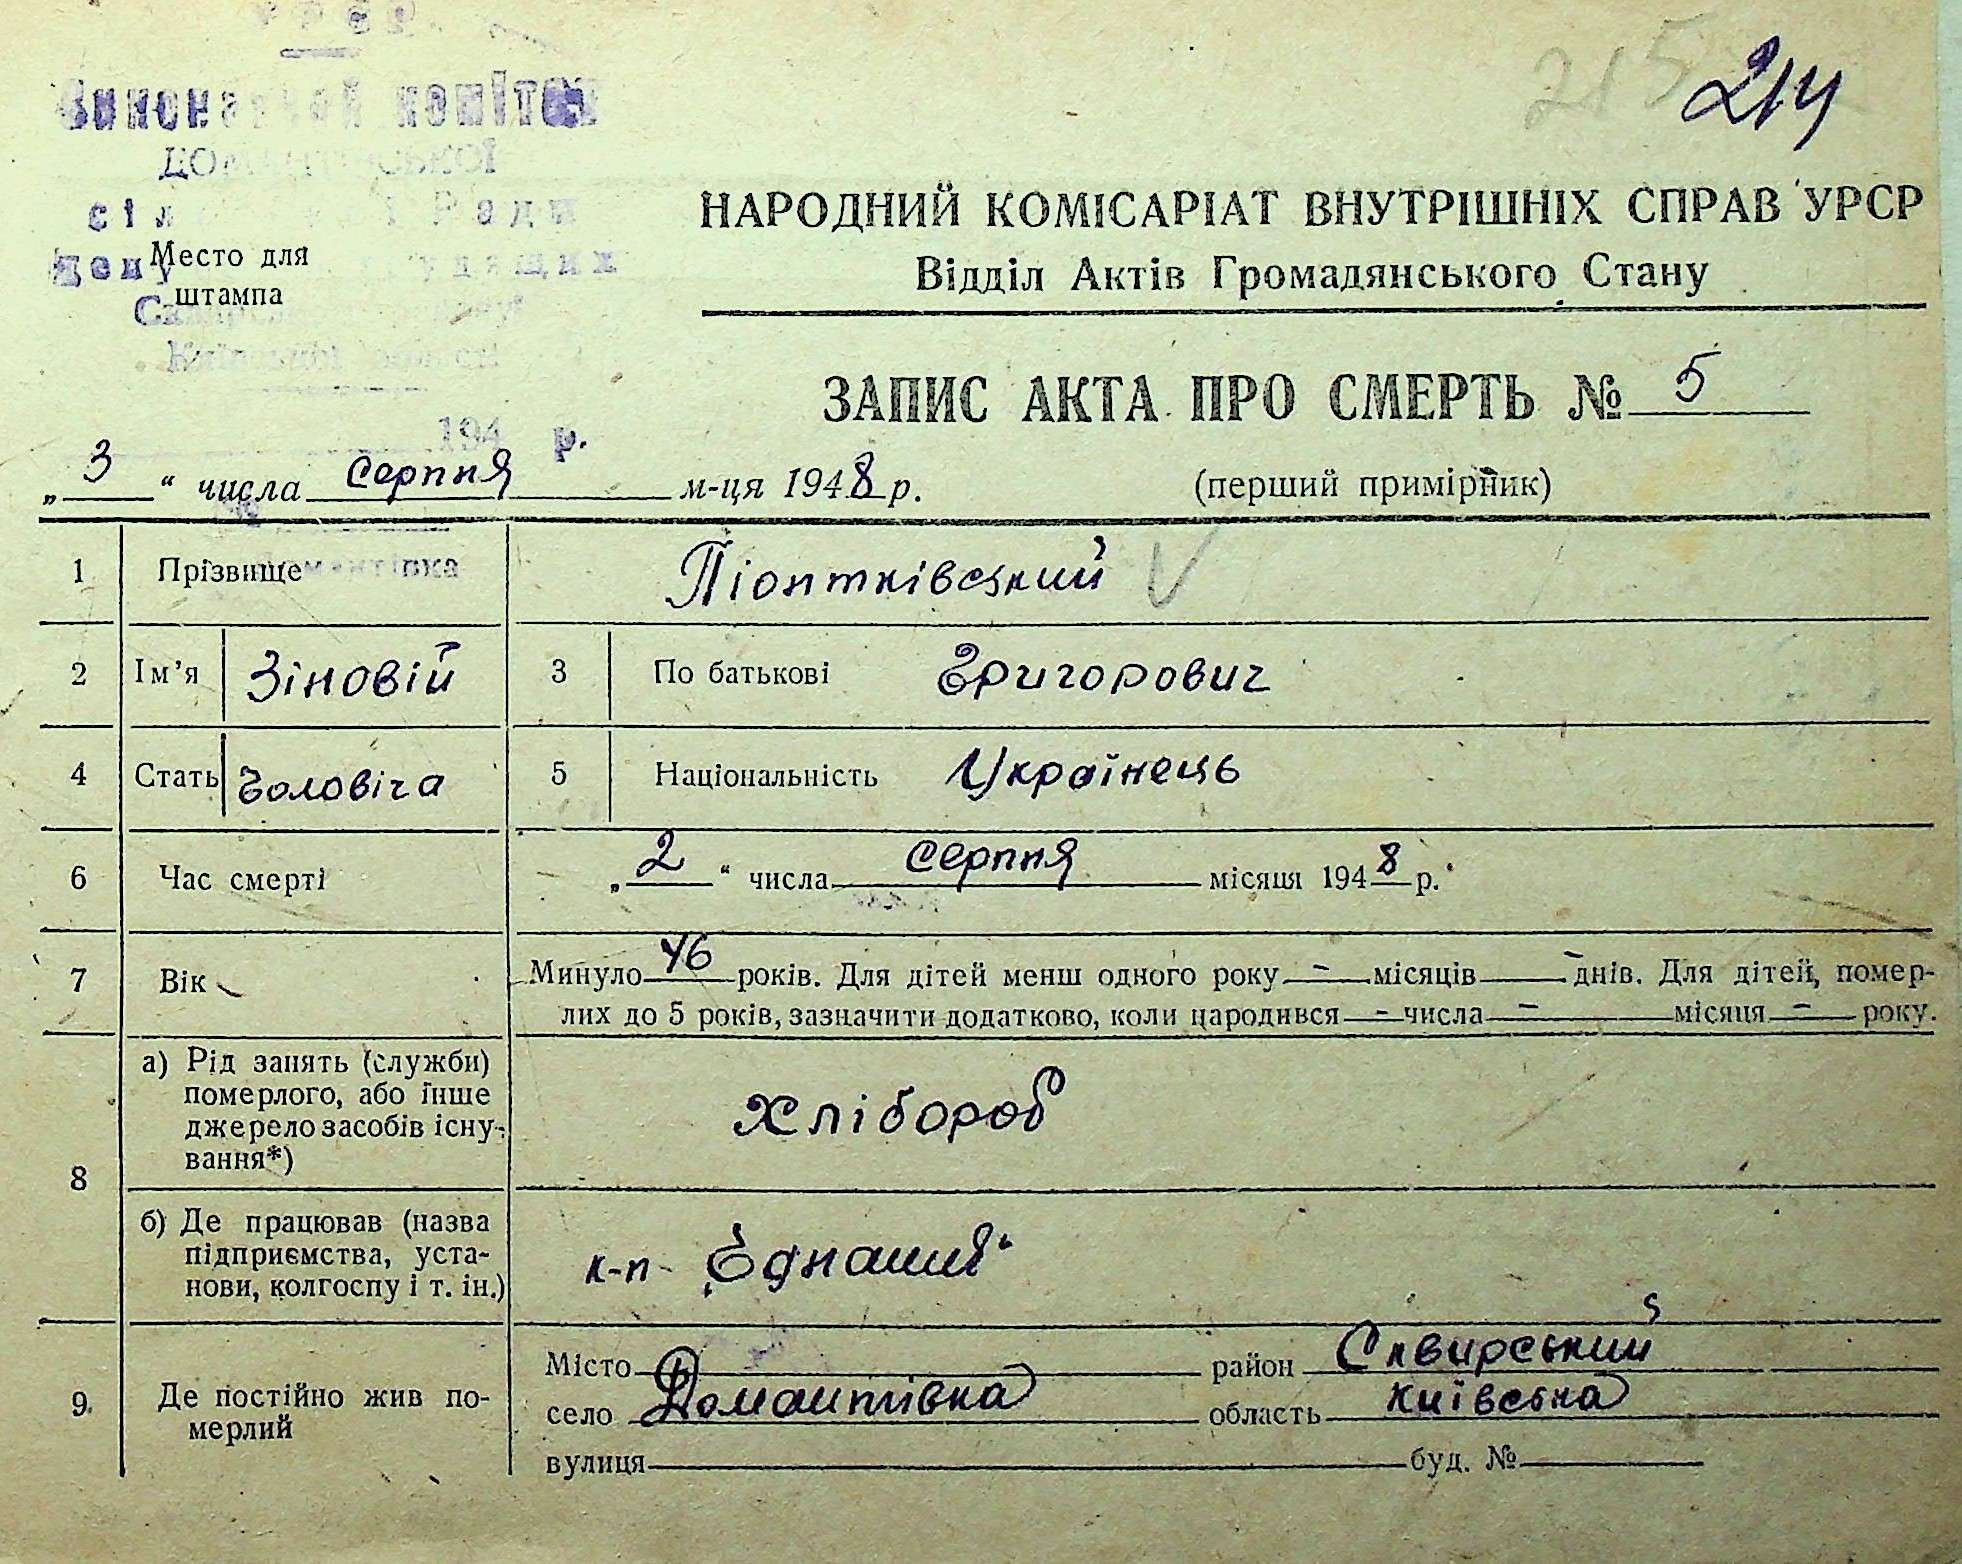 УРСР
Виконавчий комітет
ДОМАНТІВСЬКОЇ
сіл Ради
Місто для
штампа
215
214
НАРОДНИЙ КОМІСАРІАТ ВНУТРІШНІХ СПРАВ УРСР
Відділ Актів Громадянського Стану
ЗАПИС АКТА ПРО СМЕРТЬ № 5
194 р.
„3“ числа серпня м-ця 1948 р. (перший примірник)
1 Прізвище Піонтківський
2 Ім’я Зіновій 3 По батькові Григорович
4 Стать Чоловіча 5 Національність Українець
6 Час смерті „2“ числа серпня місяця 1948 р.
7 Вік Минуло 46 років. Для дітей менш одного року - місяців - днів. Для дітей, помер-
лих до 5 років, зазначити додатково, коли народився - числа - місяця - року.
8 а) Рід занять (служби)
померлого, або інше
джерело засобів існу-
вання*)
Хлібороб
б) Де працював (назва
підприємства, уста-
нови, колгоспу і т. ін.)
к-п
9 Де постійно жив по-
мерлий
Місто район Сквирський
село Домантівка область Київська
вулиця буд. №